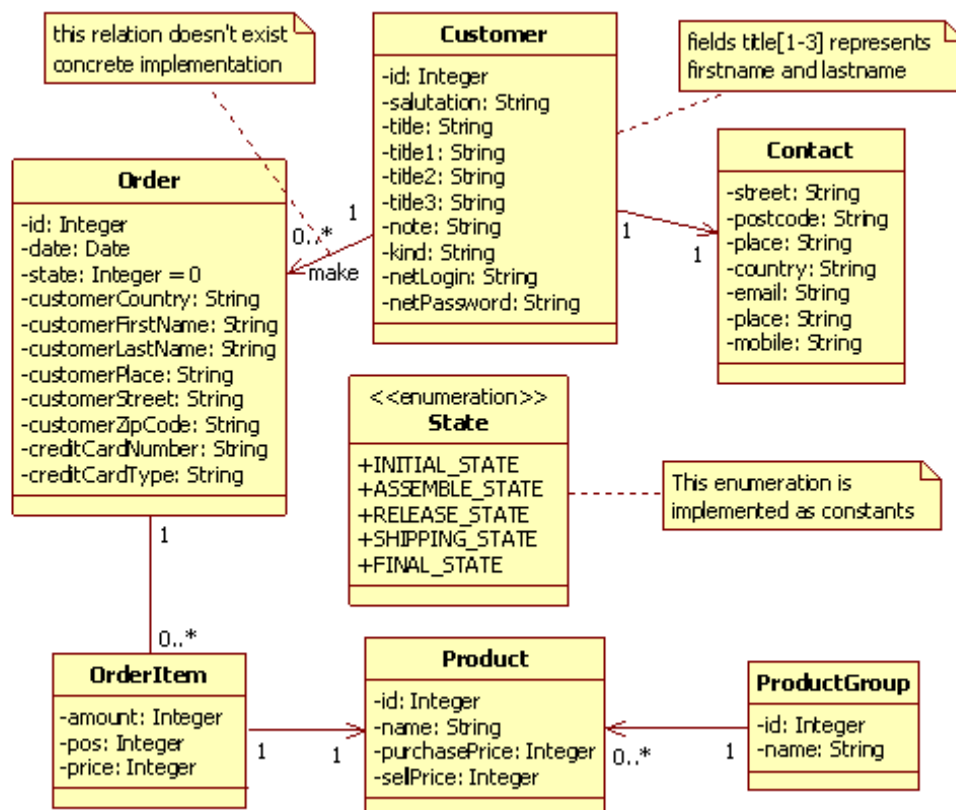 this relation doesn't exist
concrete implementation
Customer
-id: Integer
-salutation: String
-title: String
-title1: String
-title2: String
-title3: String
-note: String
-kind: String
-netLogin: String
-netPassword: String
fields title[1-3] represents
firstname and lastname
Order
-id: Integer
-date: Date
-state: Integer = 0
-customerCountry: String
-customerFirstName: String
-customerLastName: String
-customerPlace: String
-customerStreet: String
-customerZipCode: String
-creditCardNumber: String
-creditCardType: String
1
0..*
make
1
1
Contact
-street: String
-postcode: String
-place: String
-country: String
-email: String
-place: String
-mobile: String
<<enumeration>>
State
+INITIAL_STATE
+ASSEMBLE_STATE
+RELEASE_STATE
+SHIPPING_STATE
+FINAL_STATE
This enumeration is
implemented as constants
1
0..*
OrderItem
-amount: Integer
-pos: Integer
-price: Integer
1
1
Product
-id: Integer
-name: String
-purchasePrice: Integer
-sellPrice: Integer
0..*
1
ProductGroup
-id: Integer
-name: String